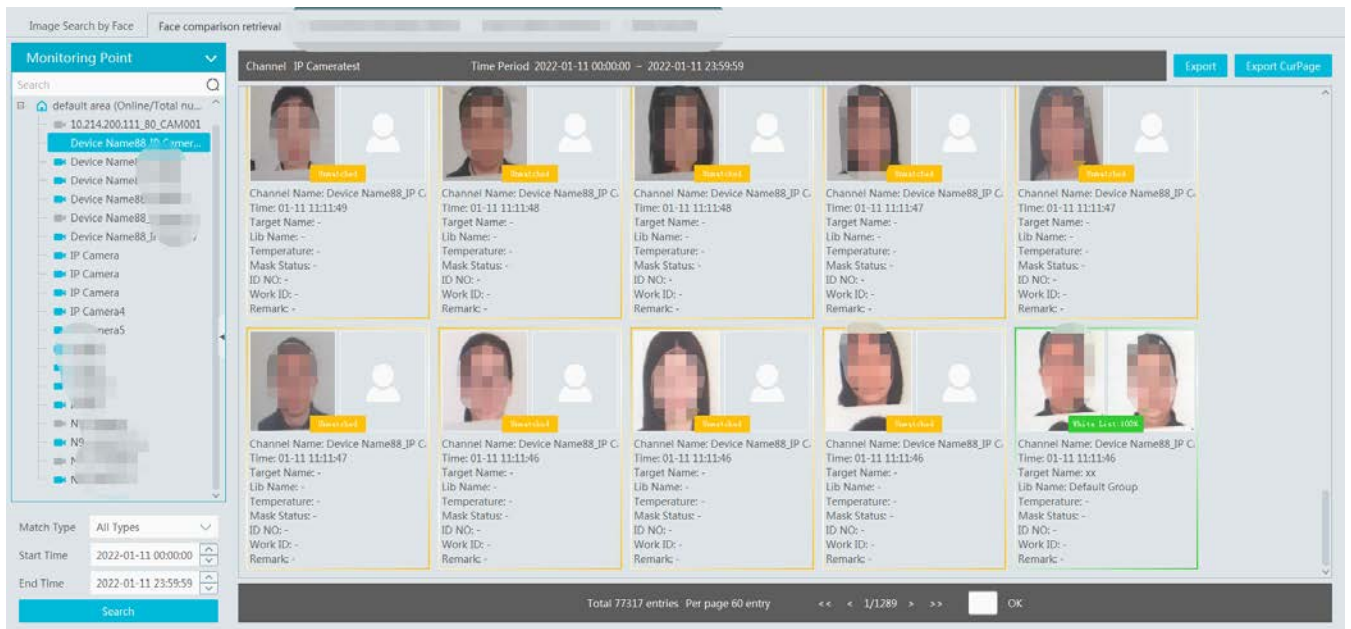 Image Search by Face
Face comparison retrieval
Monitoring Point
Search
default area (Online/Total nu...
10.214.200.111_80_CAM001
Device Name88_IP Camer...
Device Name
Device Name
Device Name88
Device Name88_
Device Name88_
IP Camera
IP Camera
IP Camera
IP Camera4
mera5
N9
Match Type All Types
Start Time 2022-01-11 00:00:00
End Time 2022-01-11 23:59:59
Search
Channel IP Cameratest Time Period 2022-01-11 00:00:00 – 2022-01-11 23:59:59
Export
Export CurPage
Unmatched
Channel Name: Device Name88_IP C
Time: 01-11 11:11:49
Target Name: -
Lib Name: -
Temperature: -
Mask Status: -
ID NO: -
Work ID: -
Remark: -
Unmatched
Channel Name: Device Name88_IP C
Time: 01-11 11:11:48
Target Name: -
Lib Name: -
Temperature: -
Mask Status: -
ID NO: -
Work ID: -
Remark: -
Unmatched
Channel Name: Device Name88_IP C
Time: 01-11 11:11:48
Target Name: -
Lib Name: -
Temperature: -
Mask Status: -
ID NO: -
Work ID: -
Remark: -
Unmatched
Channel Name: Device Name88_IP C
Time: 01-11 11:11:47
Target Name: -
Lib Name: -
Temperature: -
Mask Status: -
ID NO: -
Work ID: -
Remark: -
Unmatched
Channel Name: Device Name88_IP C
Time: 01-11 11:11:47
Target Name: -
Lib Name: -
Temperature: -
Mask Status: -
ID NO: -
Work ID: -
Remark: -
Unmatched
Channel Name: Device Name88_IP C
Time: 01-11 11:11:47
Target Name: -
Lib Name: -
Temperature: -
Mask Status: -
ID NO: -
Work ID: -
Remark: -
Unmatched
Channel Name: Device Name88_IP C
Time: 01-11 11:11:46
Target Name: -
Lib Name: -
Temperature: -
Mask Status: -
ID NO: -
Work ID: -
Remark: -
Unmatched
Channel Name: Device Name88_IP C
Time: 01-11 11:11:46
Target Name: -
Lib Name: -
Temperature: -
Mask Status: -
ID NO: -
Work ID: -
Remark: -
Unmatched
Channel Name: Device Name88_IP C
Time: 01-11 11:11:46
Target Name: -
Lib Name: -
Temperature: -
Mask Status: -
ID NO: -
Work ID: -
Remark: -
White List:100%
Channel Name: Device Name88_IP C
Time: 01-11 11:11:46
Target Name: xx
Lib Name: Default Group
Temperature: -
Mask Status: -
ID NO: -
Work ID: -
Remark: -
Total 77317 entries Per page 60 entry << < 1/1289 > >> OK